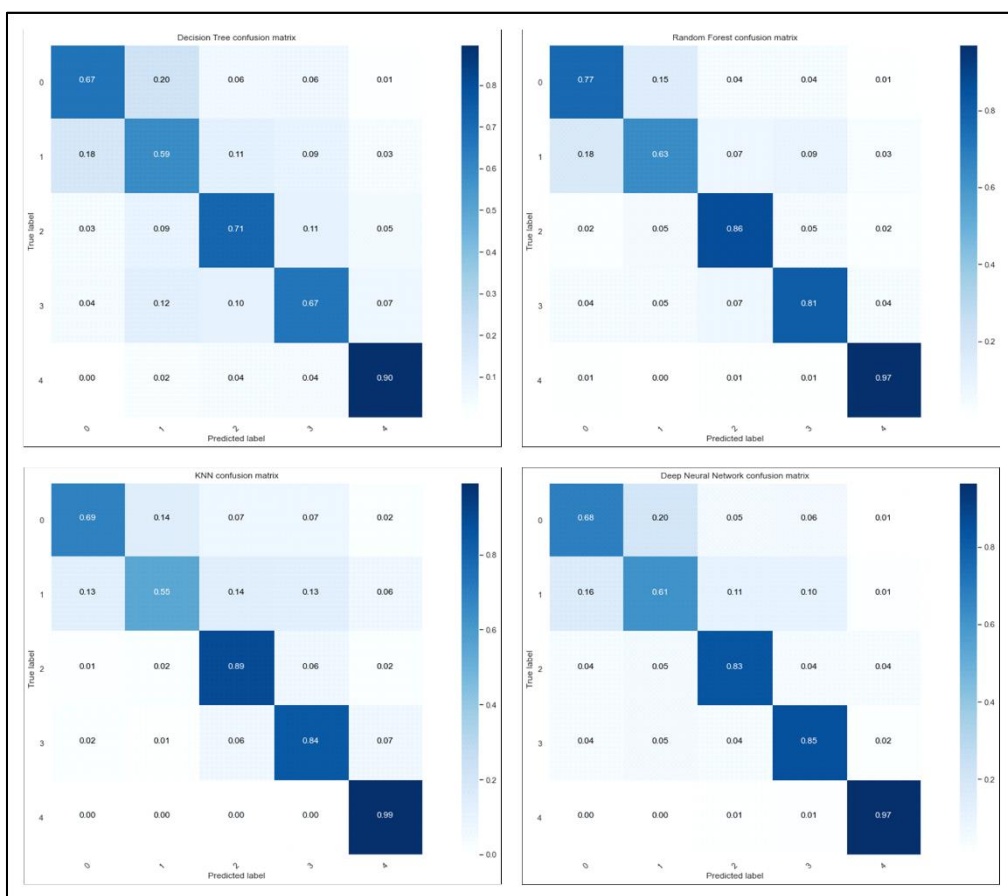 Decision Tree confusion matrix
0 0.67 0.20 0.06 0.06 0.01
1 0.18 0.59 0.11 0.09 0.03
2 0.03 0.09 0.71 0.11 0.05
3 0.04 0.12 0.10 0.67 0.07
4 0.00 0.02 0.04 0.04 0.90
0 1 2 3 4
True label
Predicted label
0.8
0.7
0.6
0.5
0.4
0.3
0.2
0.1
Random Forest confusion matrix
0 0.77 0.15 0.04 0.04 0.01
1 0.18 0.63 0.07 0.09 0.03
2 0.02 0.05 0.86 0.05 0.02
3 0.04 0.05 0.07 0.81 0.04
4 0.01 0.00 0.01 0.01 0.97
0 1 2 3 4
True label
Predicted label
0.8
0.6
0.4
0.2
KNN confusion matrix
0 0.69 0.14 0.07 0.07 0.02
1 0.13 0.55 0.14 0.13 0.06
2 0.01 0.02 0.89 0.06 0.02
3 0.02 0.01 0.06 0.84 0.07
4 0.00 0.00 0.00 0.00 0.99
0 1 2 3 4
True label
Predicted label
0.8
0.6
0.4
0.2
0.0
Deep Neural Network confusion matrix
0 0.68 0.20 0.05 0.06 0.01
1 0.16 0.61 0.11 0.10 0.01
2 0.04 0.05 0.83 0.04 0.04
3 0.04 0.05 0.04 0.85 0.02
4 0.00 0.00 0.01 0.01 0.97
0 1 2 3 4
True label
Predicted label
0.8
0.6
0.4
0.2